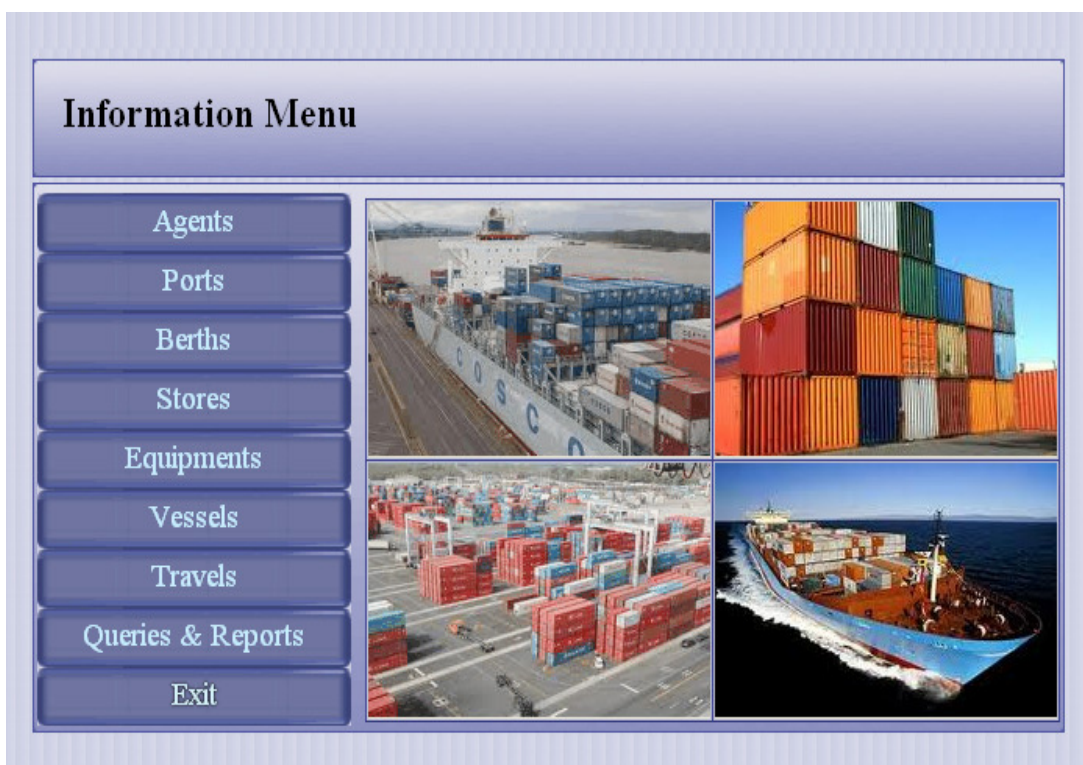 Information Menu
Agents
Ports
Berths
Stores
Equipments
Vessels
Travels
Queries & Reports
Exit
C O S C O